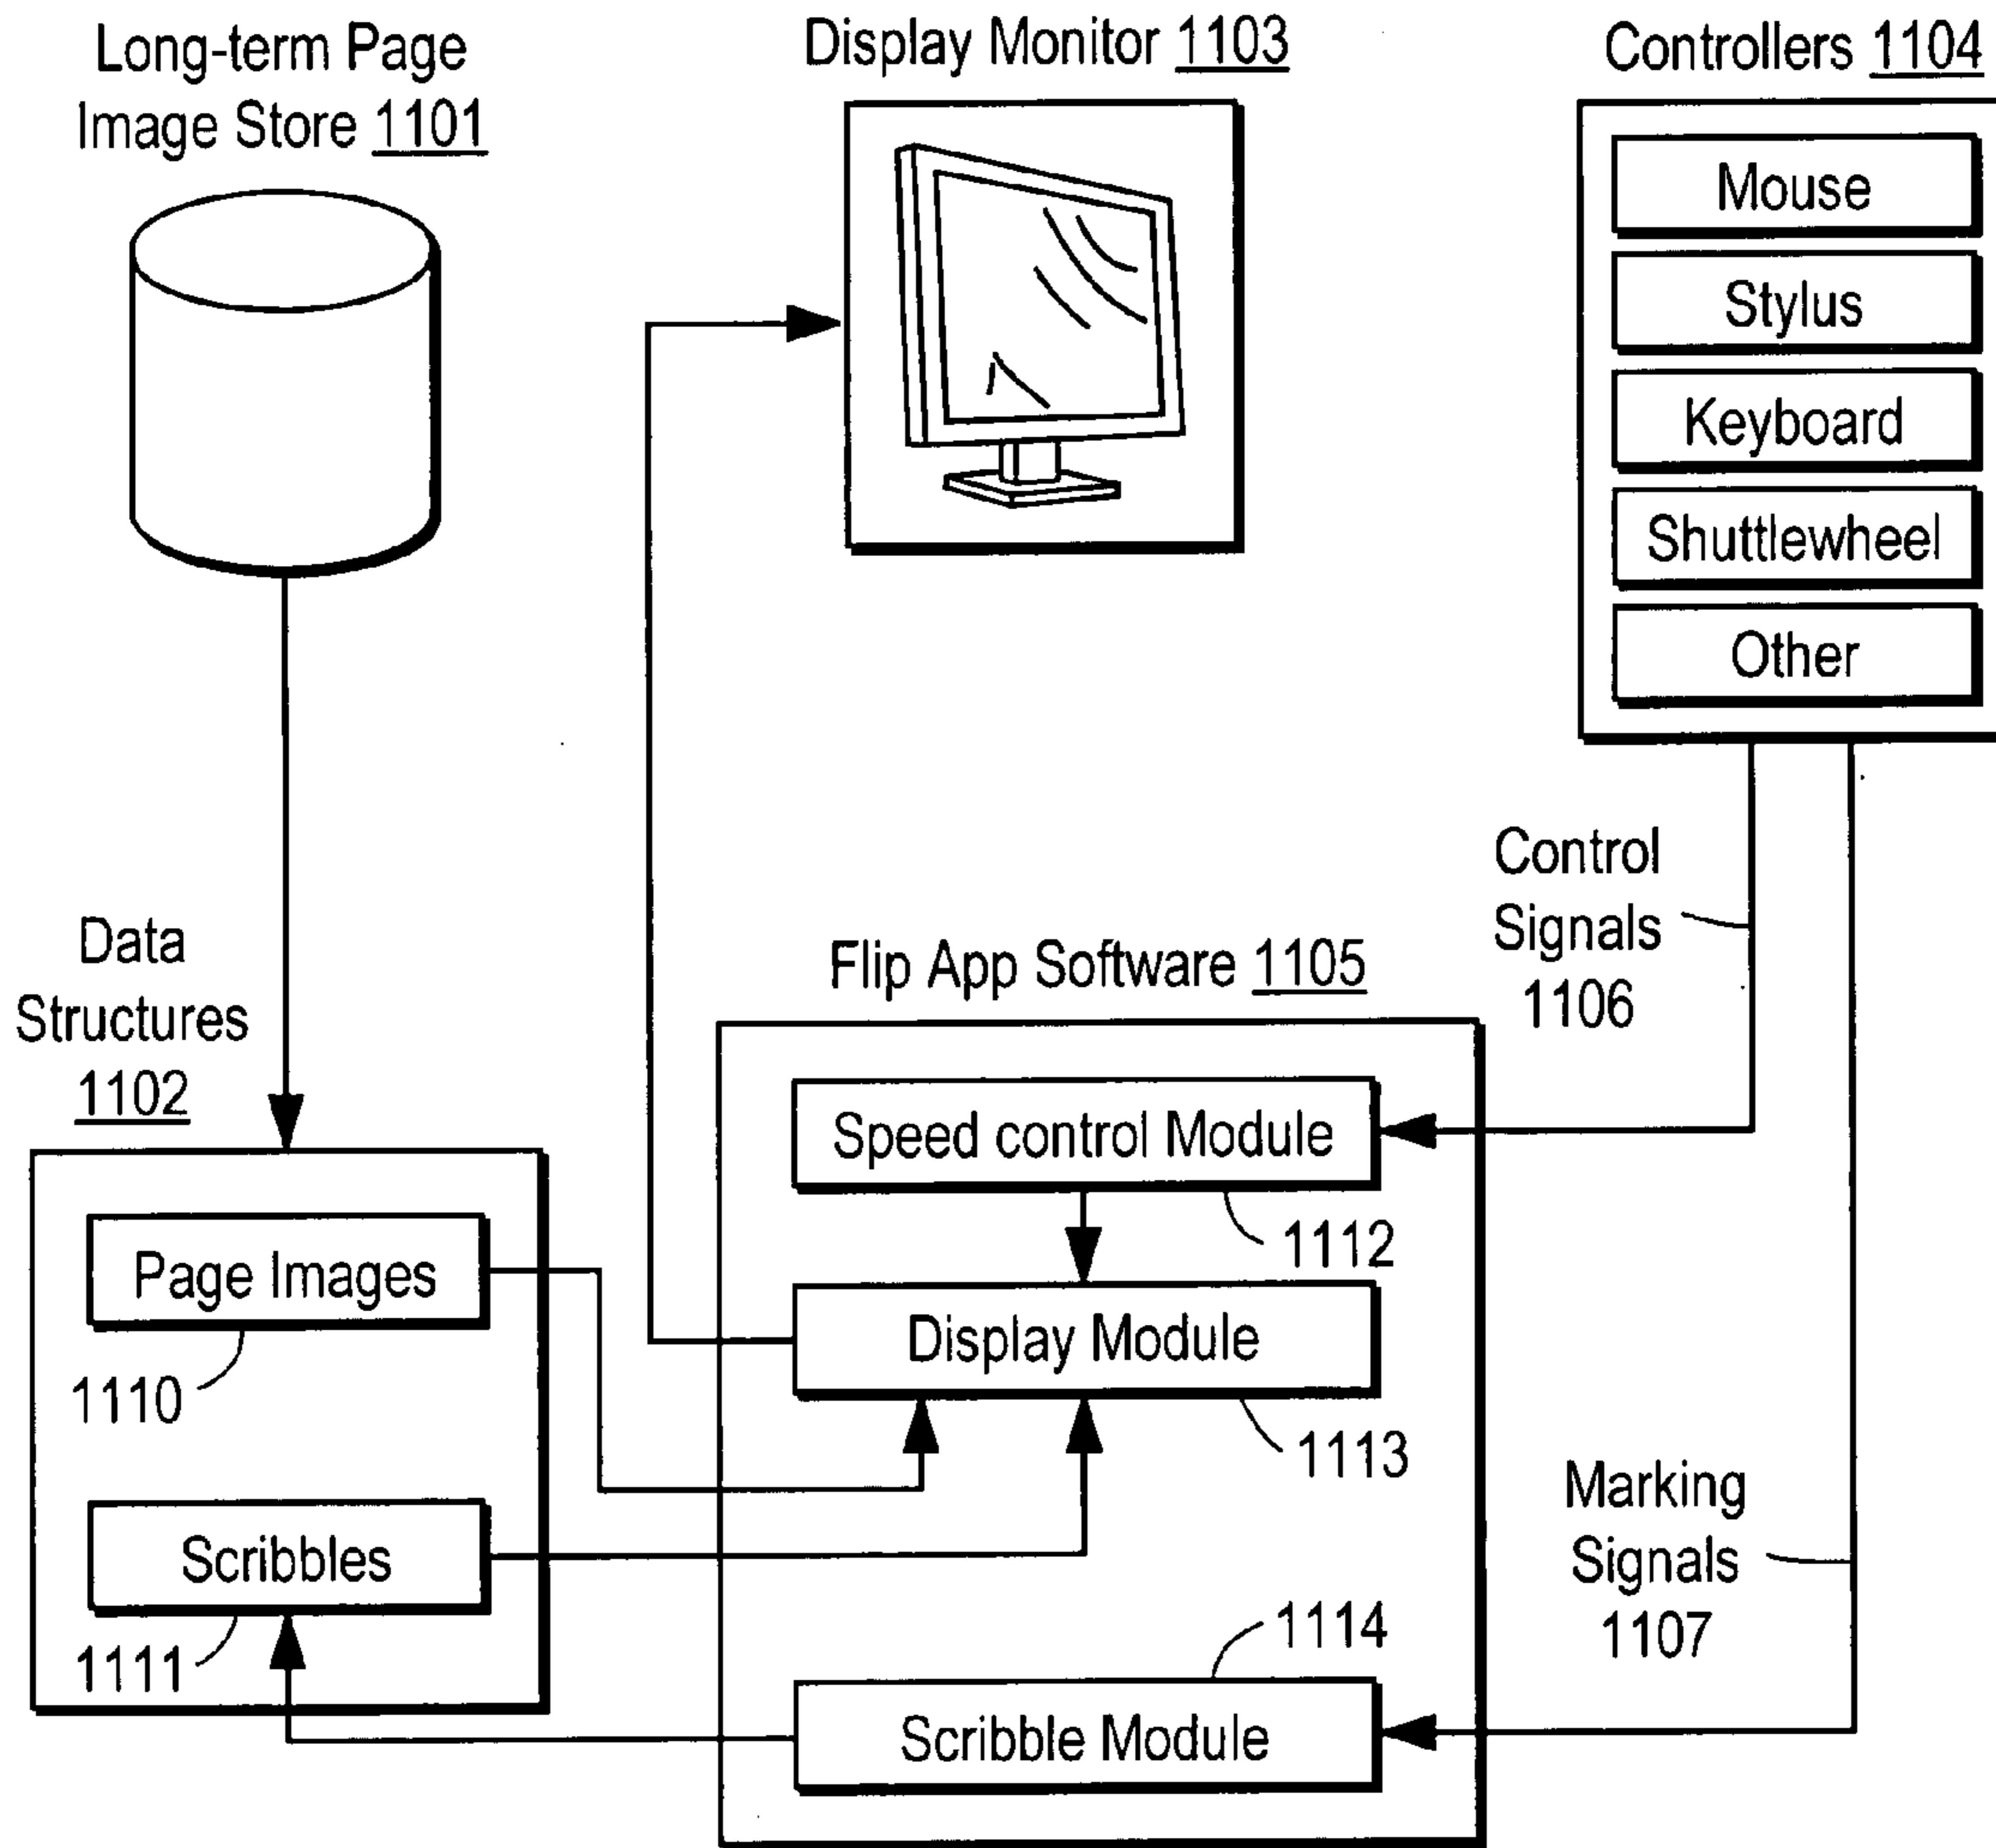 Long-term Page
Image Store 1101
Display Monitor 1103
Controllers 1104
Mouse
Stylus
Keyboard
Shuttlewheel
Other
Control
Signals
1106
Data
Structures
1102
Flip App Software 1105
Speed control Module
1112
Page Images
1110
Display Module
1113
Scribbles
1111
Marking
Signals
1107
1114
Scribble Module